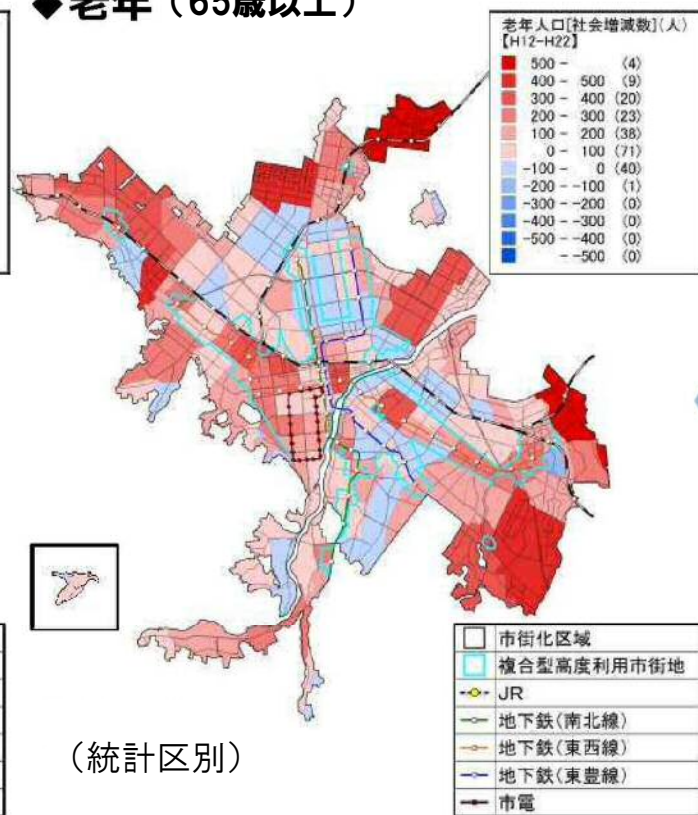 ◆老年（65歳以上）
老年人口[社会増減数](人)
【H12-H22】
500 - (4)
400 - 500 (9)
300 - 400 (20)
200 - 300 (23)
100 - 200 (38)
0 - 100 (71)
-100 - 0 (40)
-200 - -100 (1)
-300 - -200 (0)
-400 - -300 (0)
-500 - -400 (0)
- -500 (0)
市街化区域
複合型高度利用市街地
JR
地下鉄(南北線)
地下鉄(東西線)
地下鉄(東豊線)
市電
（統計区別）